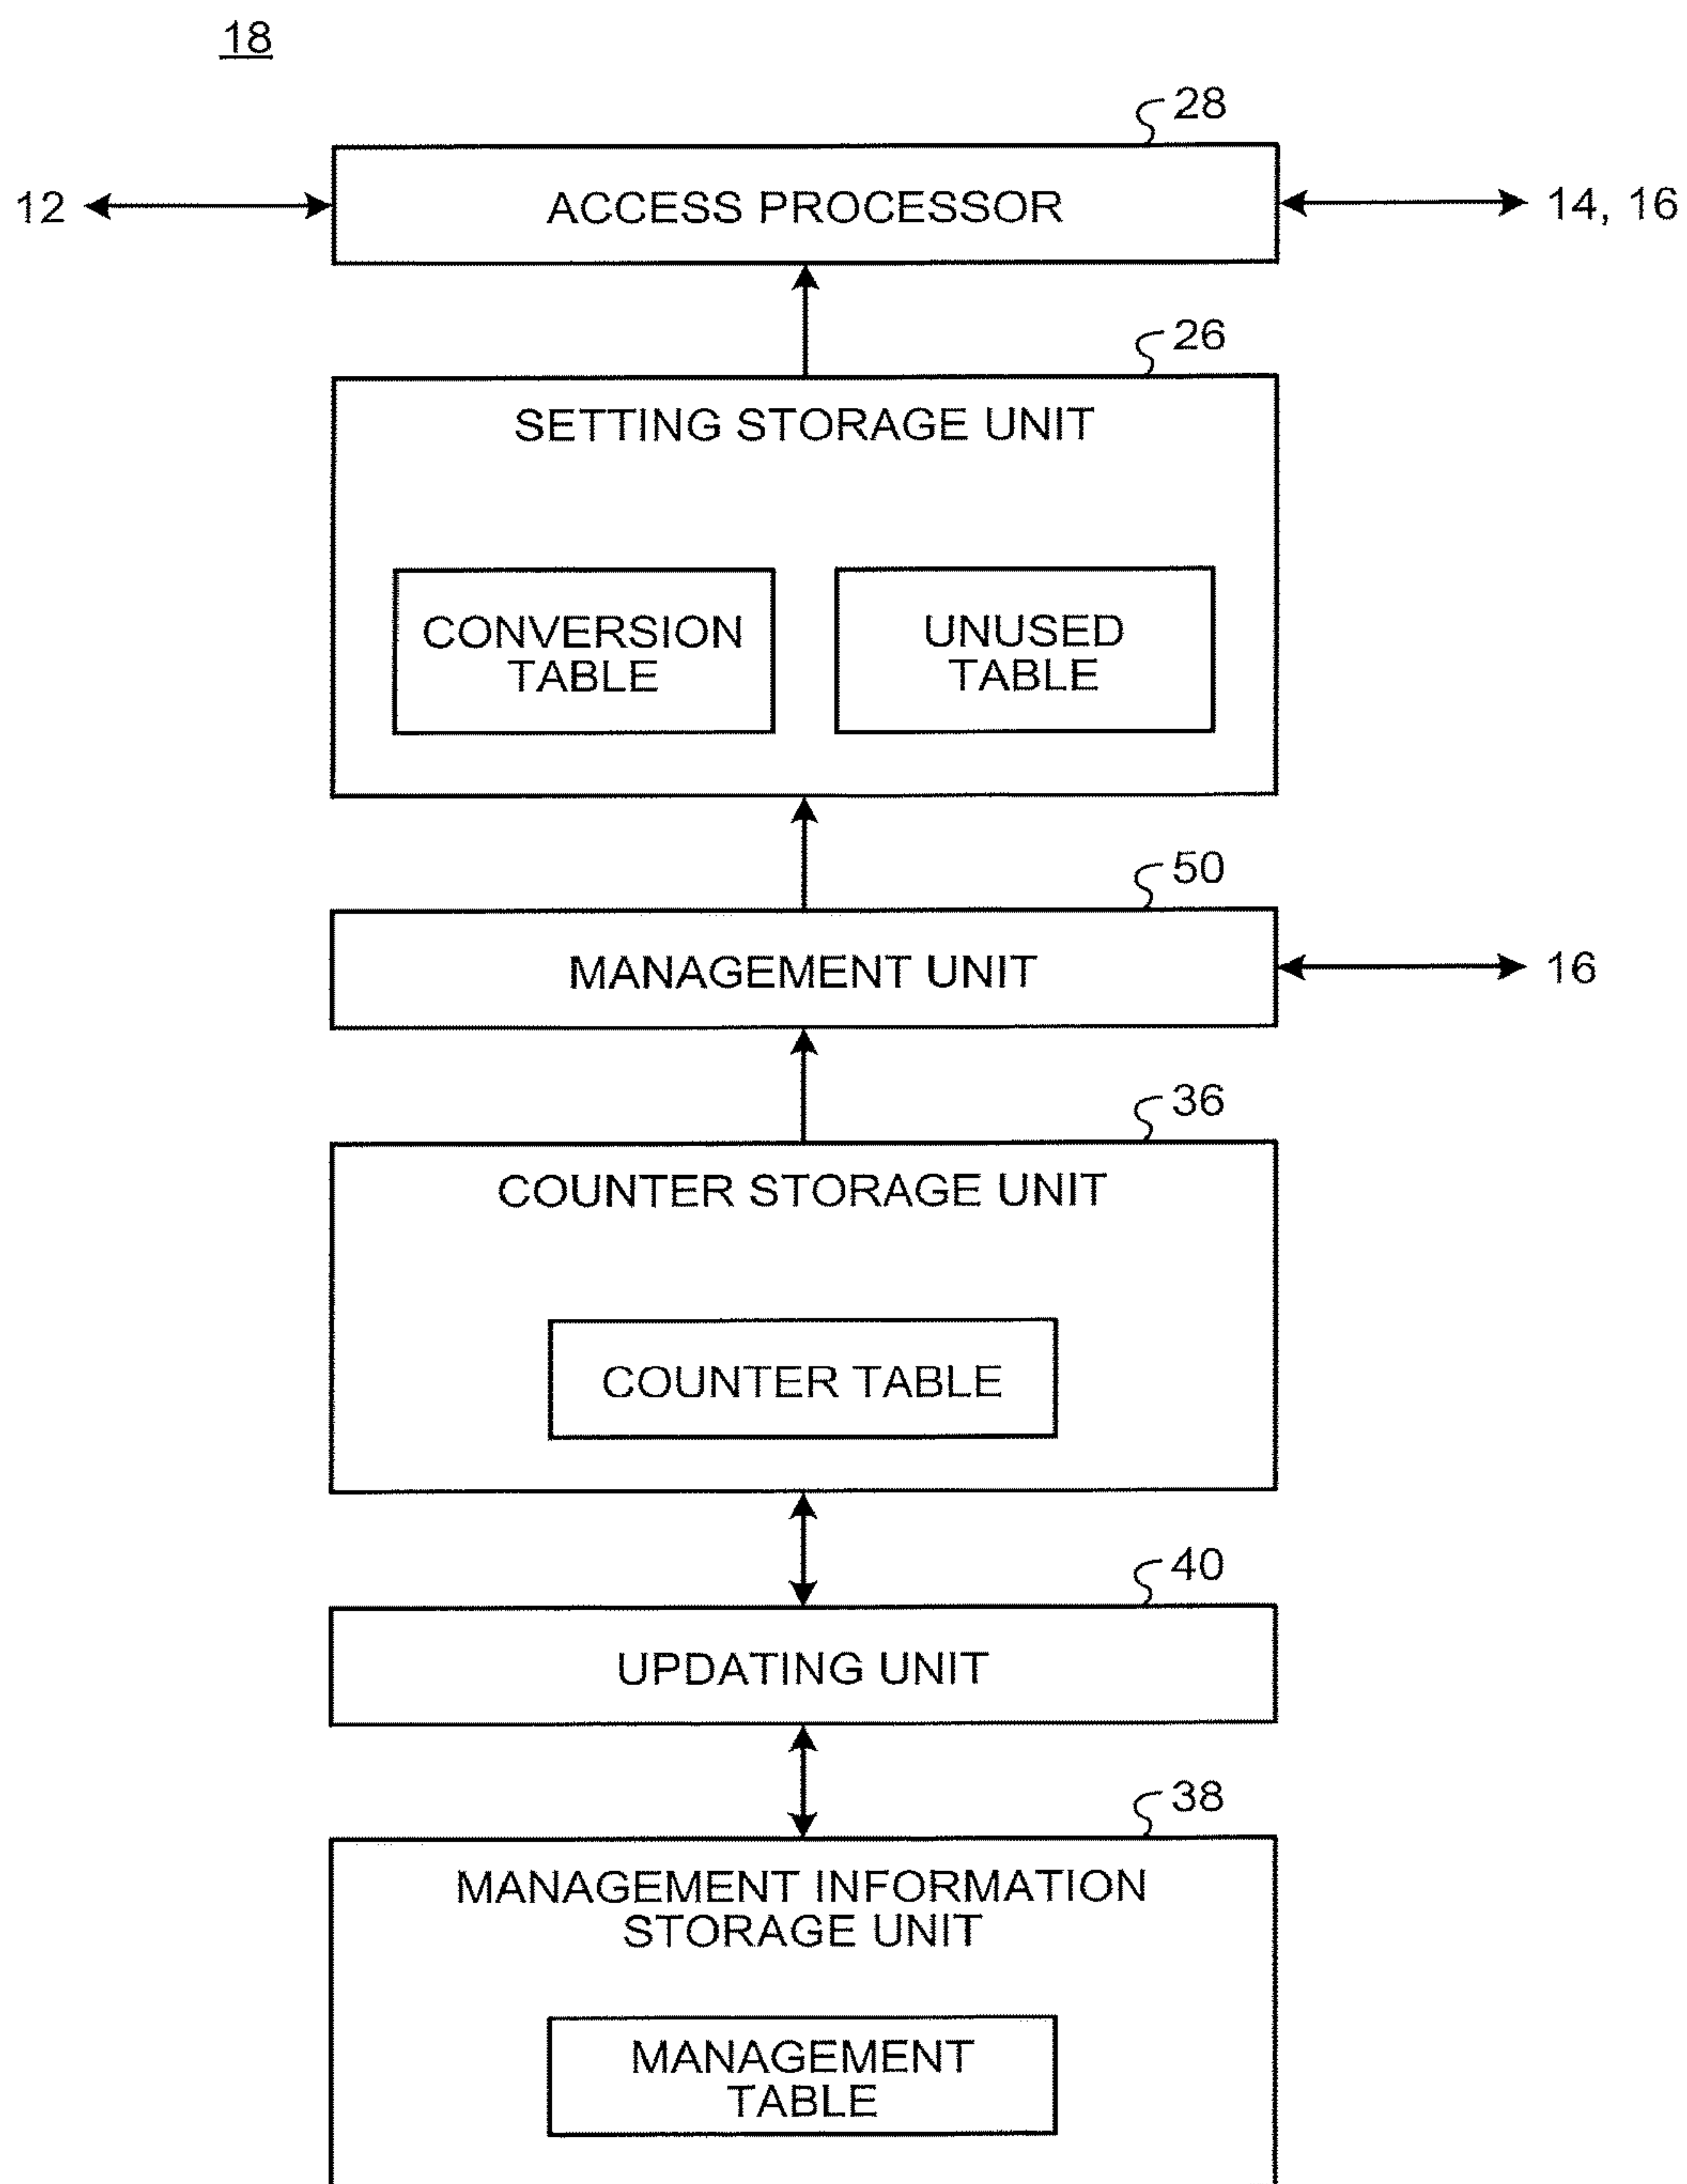 18
28
12
ACCESS PROCESSOR
14, 16
26
SETTING STORAGE UNIT
CONVERSION
TABLE
UNUSED
TABLE
50
MANAGEMENT UNIT
16
36
COUNTER STORAGE UNIT
COUNTER TABLE
40
UPDATING UNIT
38
MANAGEMENT INFORMATION
STORAGE UNIT
MANAGEMENT
TABLE